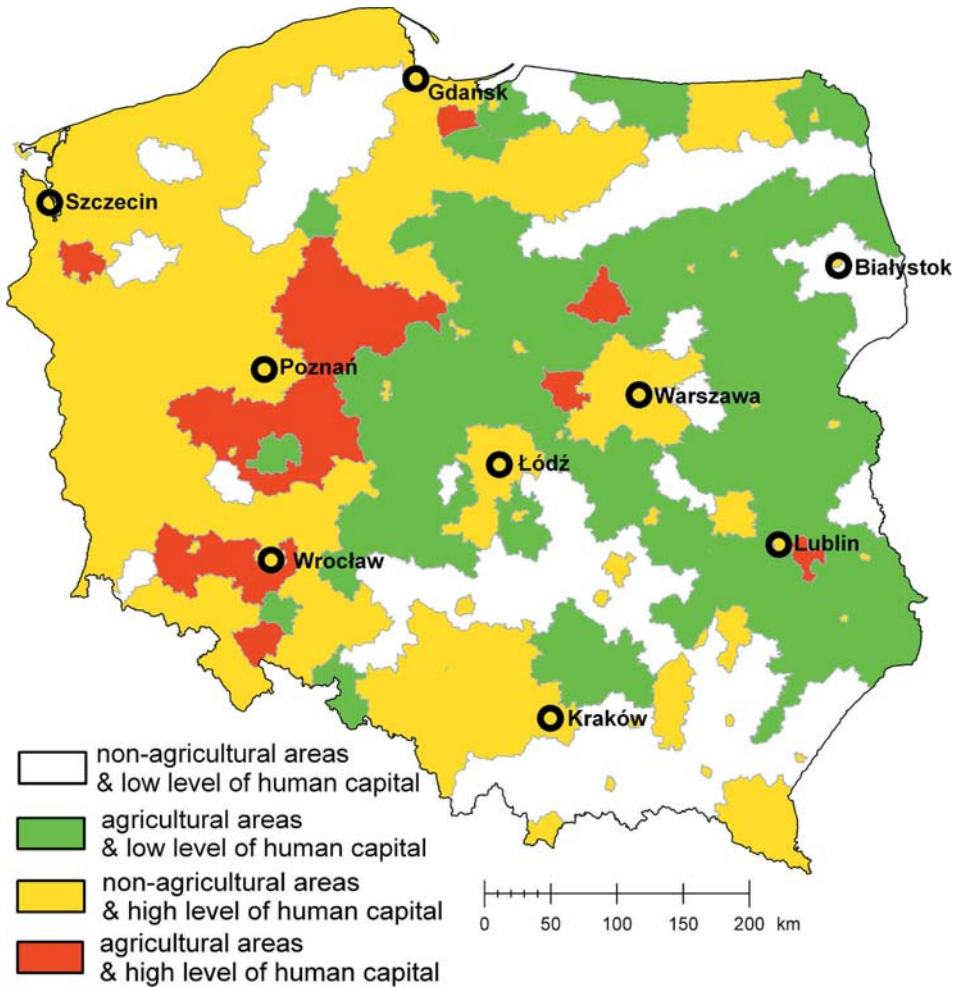 Gdańsk
Szczecin
Białystok
Poznań
Warszawa
Łódź
Lublin
Wrocław
Kraków
non-agricultural areas
& low level of human capital
agricultural areas
& low level of human capital
non-agricultural areas
& high level of human capital
agricultural areas
& high level of human capital
0 50 100 150 200 km